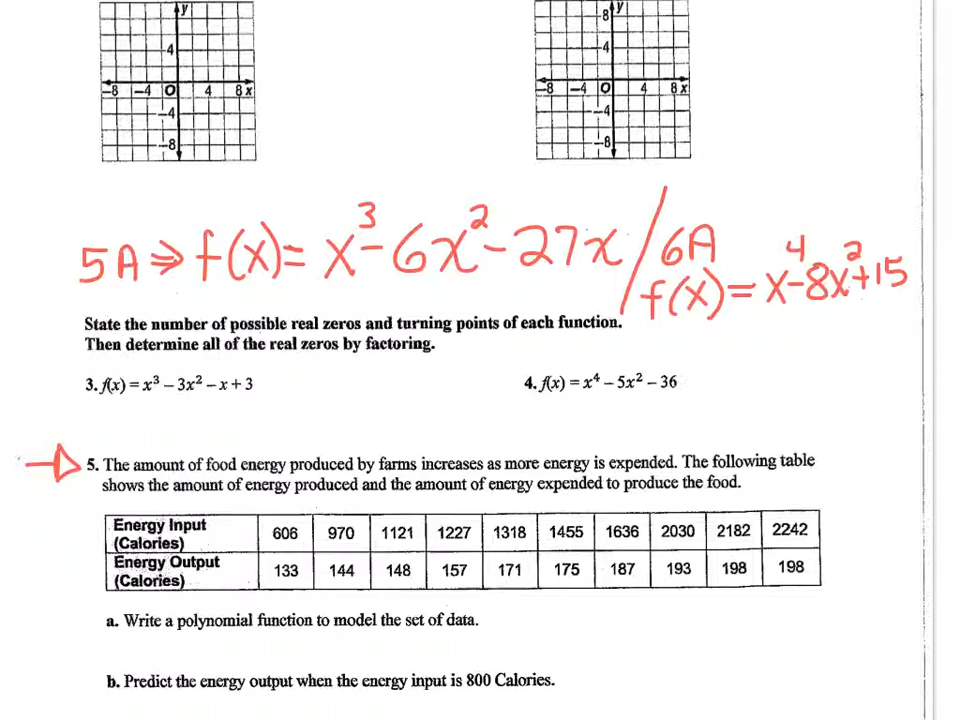 y
4
-8 -4 O 4 8 x
-4
-8
8 y
4
-8 -4 O 4 8 x
-4
-8
5A ⇒ f(x) = x³ - 6x² - 27x / 6A
f(x) = x⁴ - 8x² + 15
State the number of possible real zeros and turning points of each function.
Then determine all of the real zeros by factoring.
3. f(x) = x³ – 3x² – x + 3
4. f(x) = x⁴ – 5x² – 36
5. The amount of food energy produced by farms increases as more energy is expended. The following table
shows the amount of energy produced and the amount of energy expended to produce the food.
Energy Input
(Calories) 606 970 1121 1227 1318 1455 1636 2030 2182 2242
Energy Output
(Calories) 133 144 148 157 171 175 187 193 198 198
a. Write a polynomial function to model the set of data.
b. Predict the energy output when the energy input is 800 Calories.